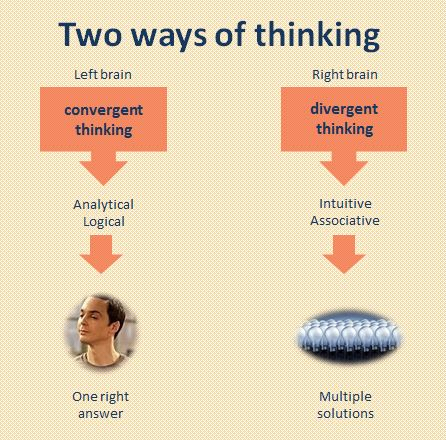 Two ways of thinking
Left brain
convergent
thinking
Analytical
Logical
One right
answer
Right brain
divergent
thinking
Intuitive
Associative
Multiple
solutions